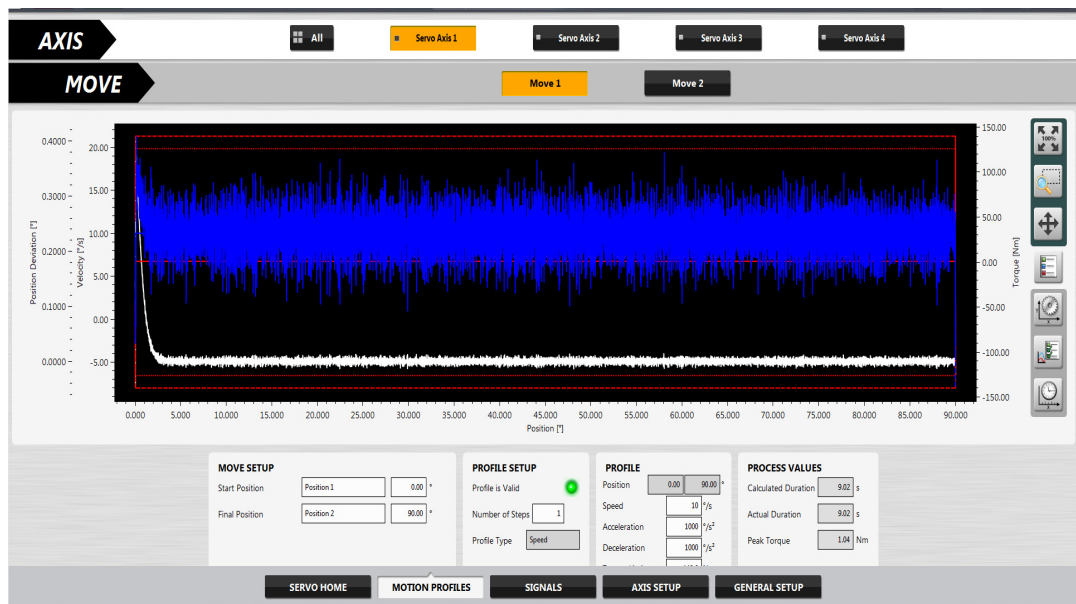 AXIS
All
Servo Axis 1
Servo Axis 2
Servo Axis 3
Servo Axis 4
MOVE
Move 1
Move 2
Position Deviation [°]
0.4000
0.3000
0.2000
0.1000
0.0000
Velocity [°/s]
20.00
15.00
10.00
5.00
0.00
-5.00
150.00
100.00
50.00
0.00
-50.00
-100.00
-150.00
Torque [Nm]
0.000 5.000 10.000 15.000 20.000 25.000 30.000 35.000 40.000 45.000 50.000 55.000 60.000 65.000 70.000 75.000 80.000 85.000 90.000
Position [°]
100%
MOVE SETUP
Start Position Position 1 0.00 °
Final Position Position 2 90.00 °
PROFILE SETUP
Profile is Valid
Number of Steps 1
Profile Type Speed
PROFILE
Position 0.00 90.00 °
Speed 10 °/s
Acceleration 1000 °/s²
Deceleration 1000 °/s²
PROCESS VALUES
Calculated Duration 9.02 s
Actual Duration 9.02 s
Peak Torque 1.04 Nm
SERVO HOME
MOTION PROFILES
SIGNALS
AXIS SETUP
GENERAL SETUP